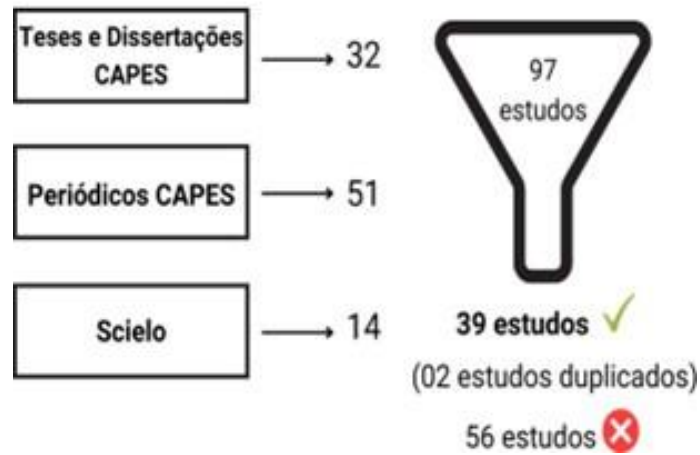 Teses e Dissertações
CAPES
32
Periódicos CAPES
51
Scielo
14
97
estudos
39 estudos
(02 estudos duplicados)
56 estudos